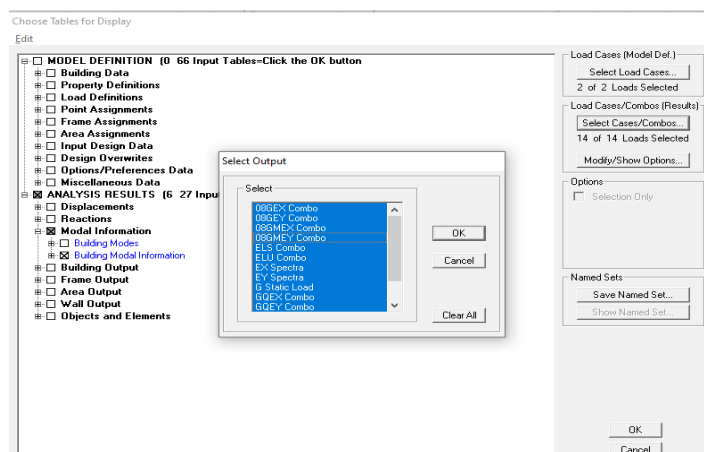 Choose Tables for Display
Edit
MODEL DEFINITION (0 66 Input Tables=Click the OK button
Building Data
Property Definitions
Load Definitions
Point Assignments
Frame Assignments
Area Assignments
Input Design Data
Design Overwrites
Options/Preferences Data
Miscellaneous Data
ANALYSIS RESULTS (6 27 Inpu
Displacements
Reactions
Modal Information
Building Modes
Building Modal Information
Building Output
Frame Output
Area Output
Wall Output
Objects and Elements
Select Output
Select
08GEX Combo
08GEY Combo
08GMEX Combo
08GMEY Combo
ELS Combo
ELU Combo
EX Spectra
EY Spectra
G Static Load
GQEX Combo
GQEY Combo
OK
Cancel
Clear All
Load Cases (Model Def.)
Select Load Cases...
2 of 2 Loads Selected
Load Cases/Combos (Results)
Select Cases/Combos...
14 of 14 Loads Selected
Modify/Show Options...
Options
Selection Only
Named Sets
Save Named Set...
Show Named Set...
OK
Cancel